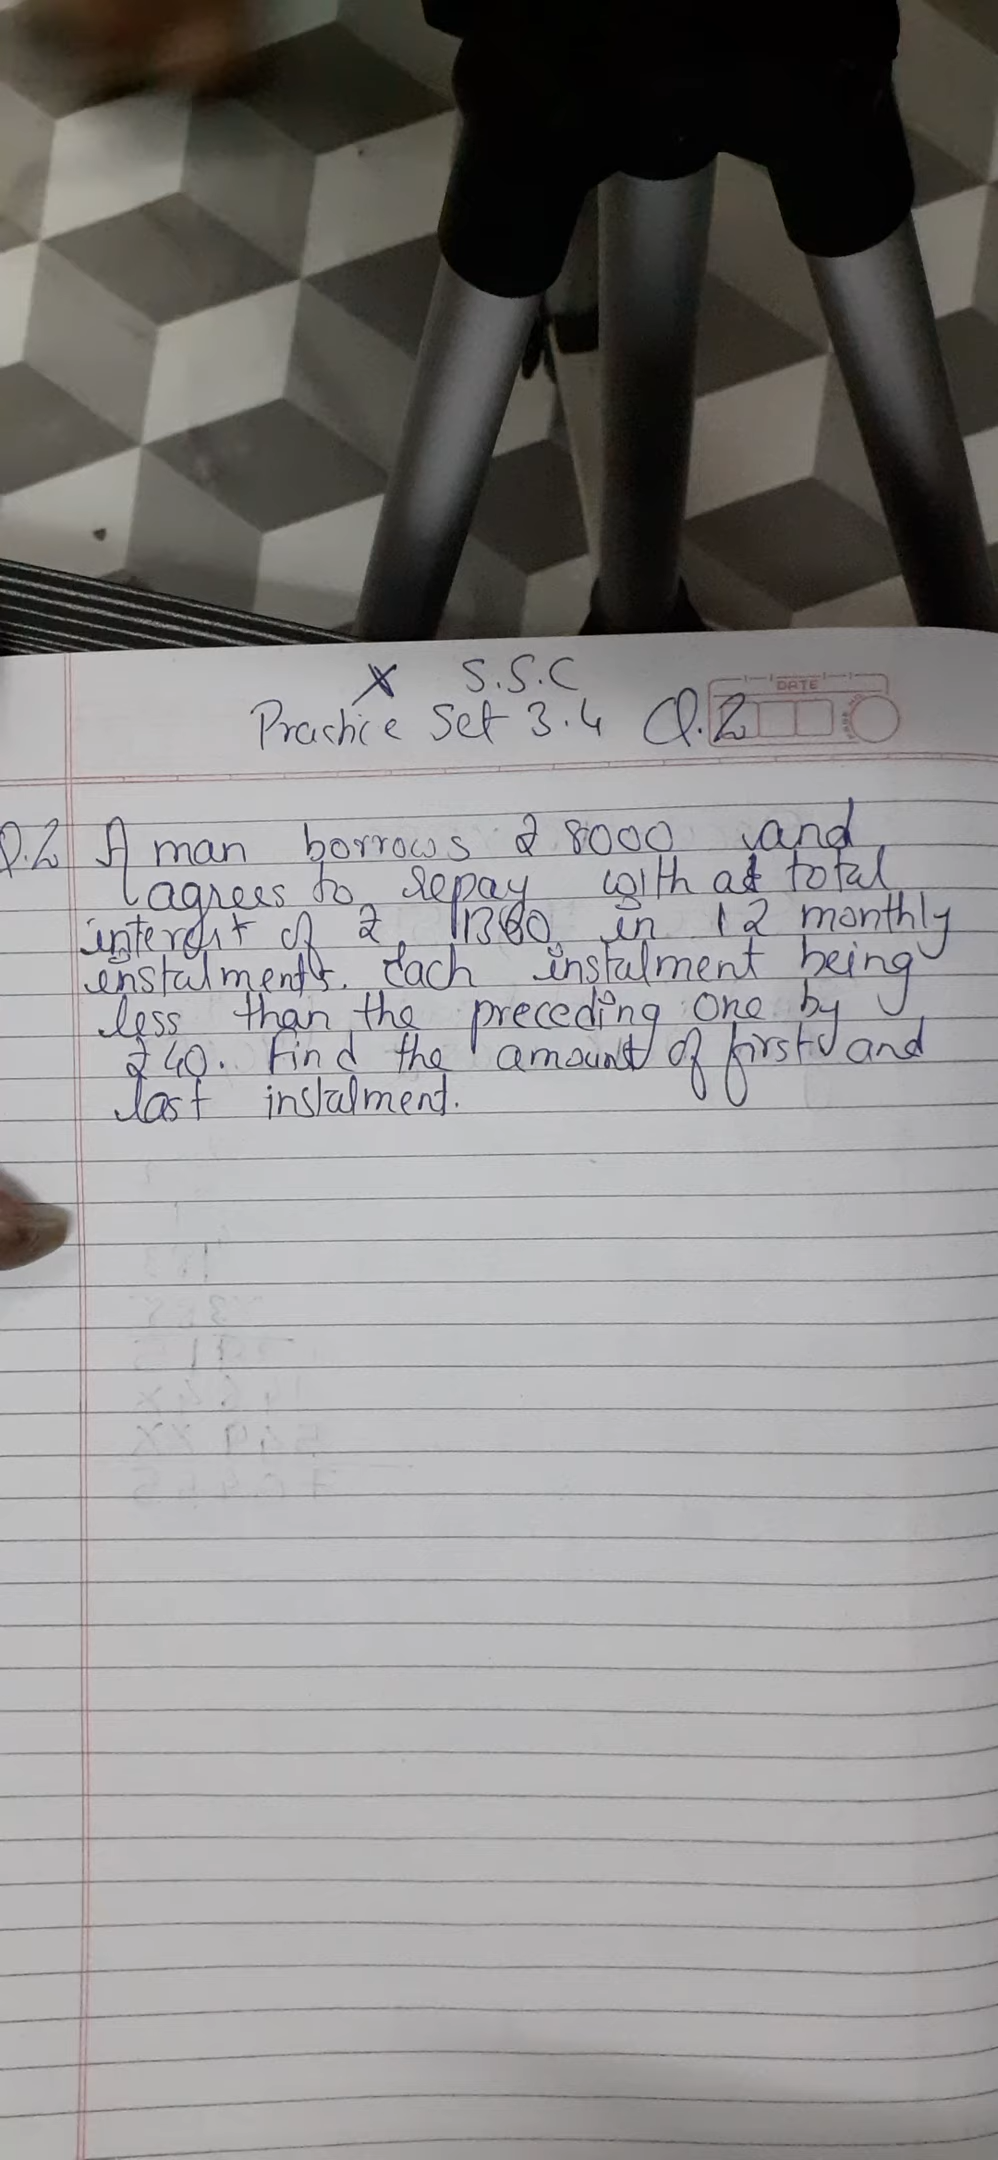 X S.S.C
Practice Set 3.4 Q.2
DATE
Q.2 A man borrows ₹ 8000 and
agrees to repay with a total
interest of ₹ 1360 in 12 monthly
instalments. Each instalment being
less than the preceding one by
₹ 40. Find the amount of first and
last instalment.